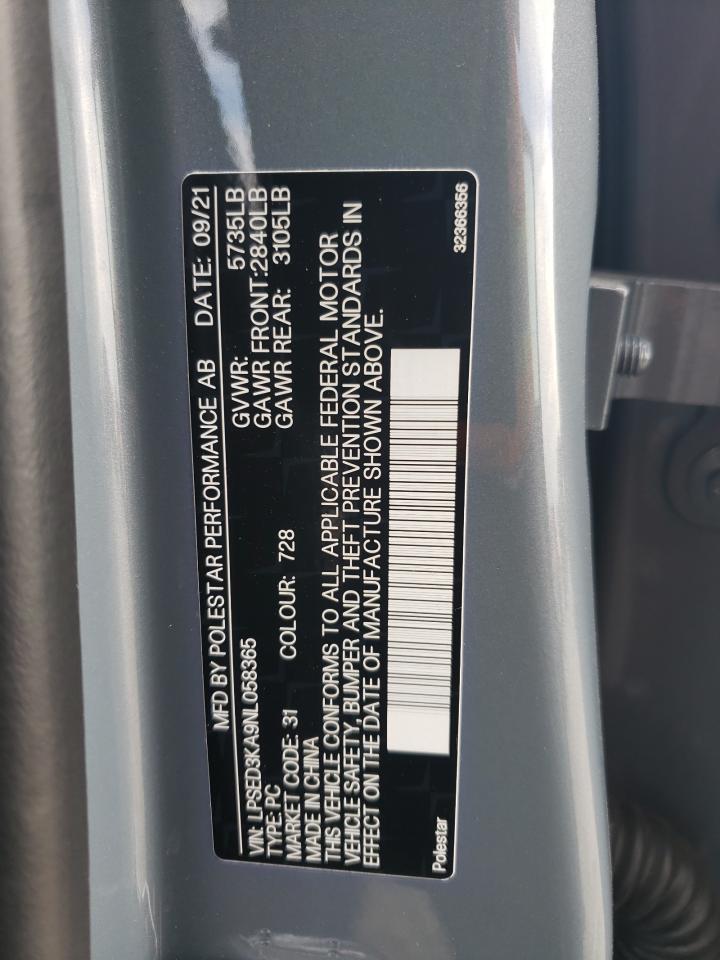 MFD BY POLESTAR PERFORMANCE AB DATE: 09/21
VIN: LPSED3KA9NL058365 GVWR: 5735LB
TYPE: PC GAWR FRONT:2840LB
MARKET CODE: 31 COLOUR: 728 GAWR REAR: 3105LB
MADE IN CHINA
THIS VEHICLE CONFORMS TO ALL APPLICABLE FEDERAL MOTOR
VEHICLE SAFETY, BUMPER AND THEFT PREVENTION STANDARDS IN
EFFECT ON THE DATE OF MANUFACTURE SHOWN ABOVE.
Polestar 32366366